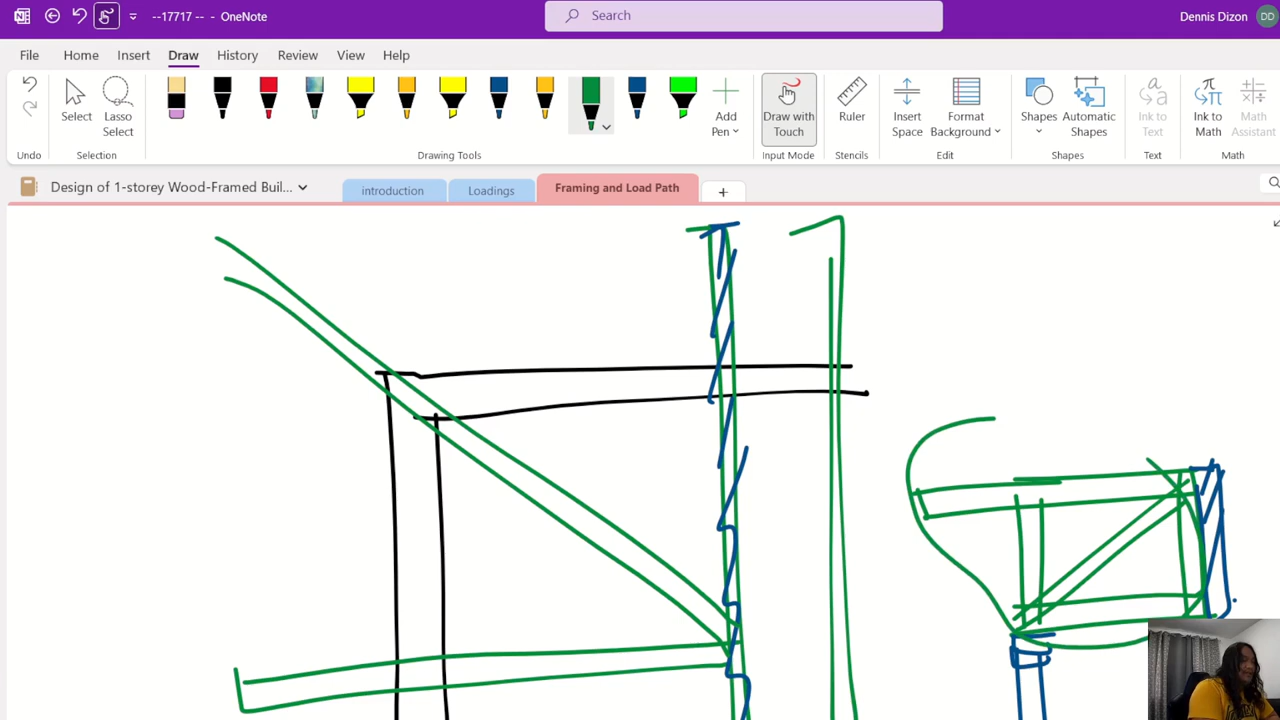 --17717 -- - OneNote
Search
Dennis Dizon DD
File Home Insert Draw History Review View Help
Select
Lasso Select
Add Pen
Draw with Touch
Ruler
Insert Space
Format Background
Shapes
Automatic Shapes
Ink to Text
Ink to Math
Math Assistant
Undo Selection Drawing Tools Input Mode Stencils Edit Shapes Text Math
Design of 1-storey Wood-Framed Buil... introduction Loadings Framing and Load Path +